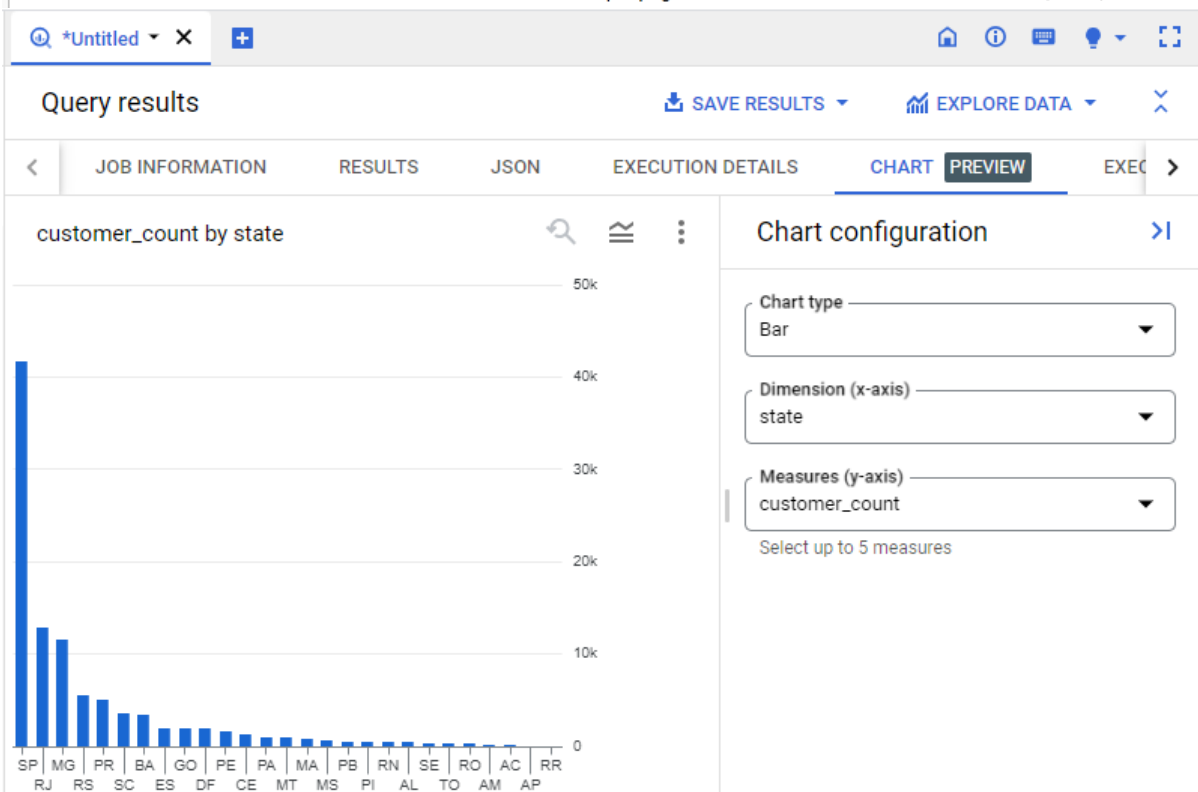 *Untitled
Query results
SAVE RESULTS
EXPLORE DATA
JOB INFORMATION
RESULTS
JSON
EXECUTION DETAILS
CHART PREVIEW
EXEC
customer_count by state
50k
40k
30k
20k
10k
0
SP MG PR BA GO PE PA MA PB RN SE RO AC RR
RJ RS SC ES DF CE MT MS PI AL TO AM AP
Chart configuration
Chart type
Bar
Dimension (x-axis)
state
Measures (y-axis)
customer_count
Select up to 5 measures